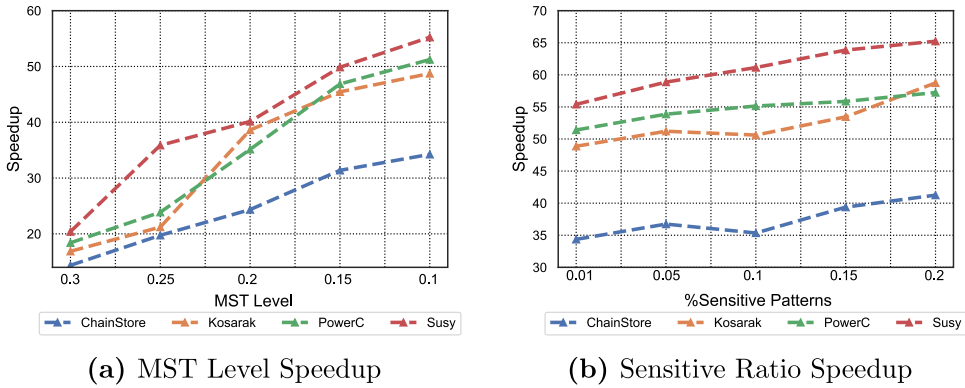 60
50
40
30
20
Speedup
0.3 0.25 0.2 0.15 0.1
MST Level
ChainStore Kosarak PowerC Susy
(a) MST Level Speedup
70
65
60
55
50
45
40
35
30
Speedup
0.01 0.05 0.1 0.15 0.2
%Sensitive Patterns
ChainStore Kosarak PowerC Susy
(b) Sensitive Ratio Speedup